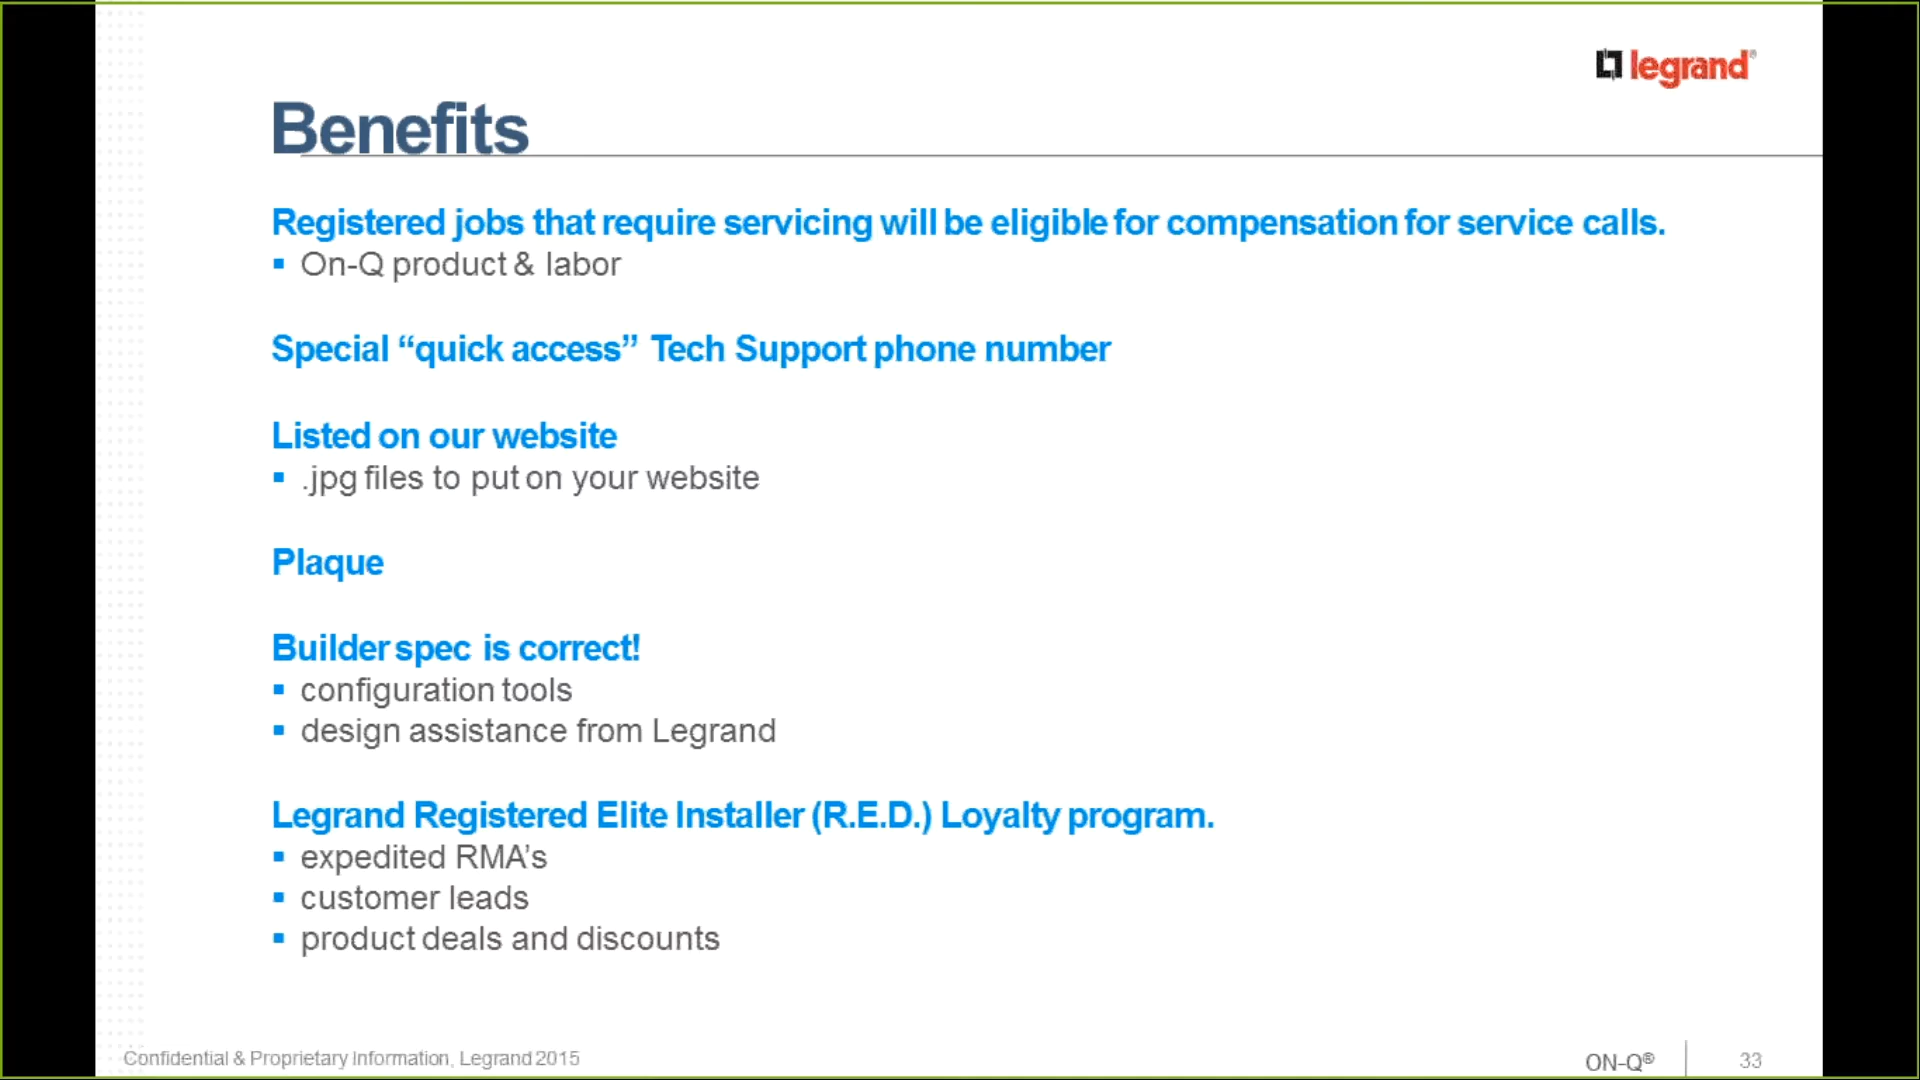 legrand®
Benefits
Registered jobs that require servicing will be eligible for compensation for service calls.
▪ On-Q product & labor
Special “quick access” Tech Support phone number
Listed on our website
▪ .jpg files to put on your website
Plaque
Builder spec is correct!
▪ configuration tools
▪ design assistance from Legrand
Legrand Registered Elite Installer (R.E.D.) Loyalty program.
▪ expedited RMA’s
▪ customer leads
▪ product deals and discounts
Confidential & Proprietary Information, Legrand 2015
ON-Q® 33